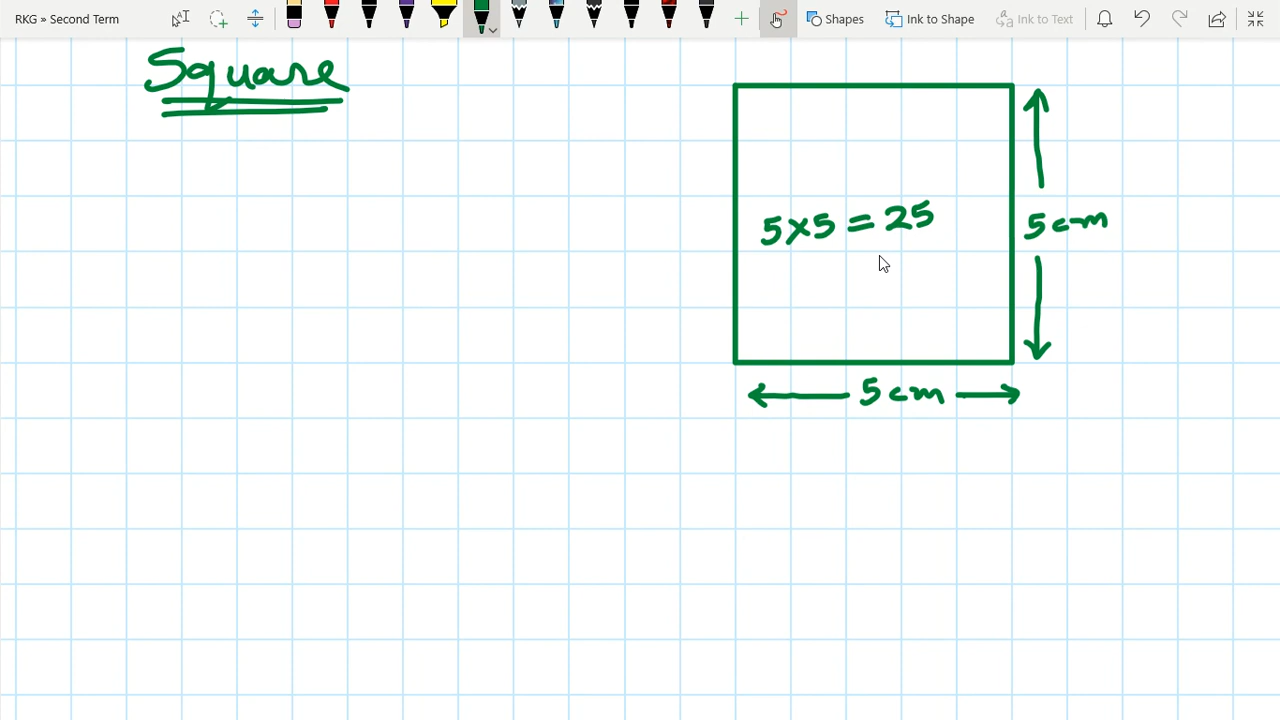 RKG » Second Term
Shapes
Ink to Shape
Ink to Text
Square
5×5 = 25
5cm
5cm